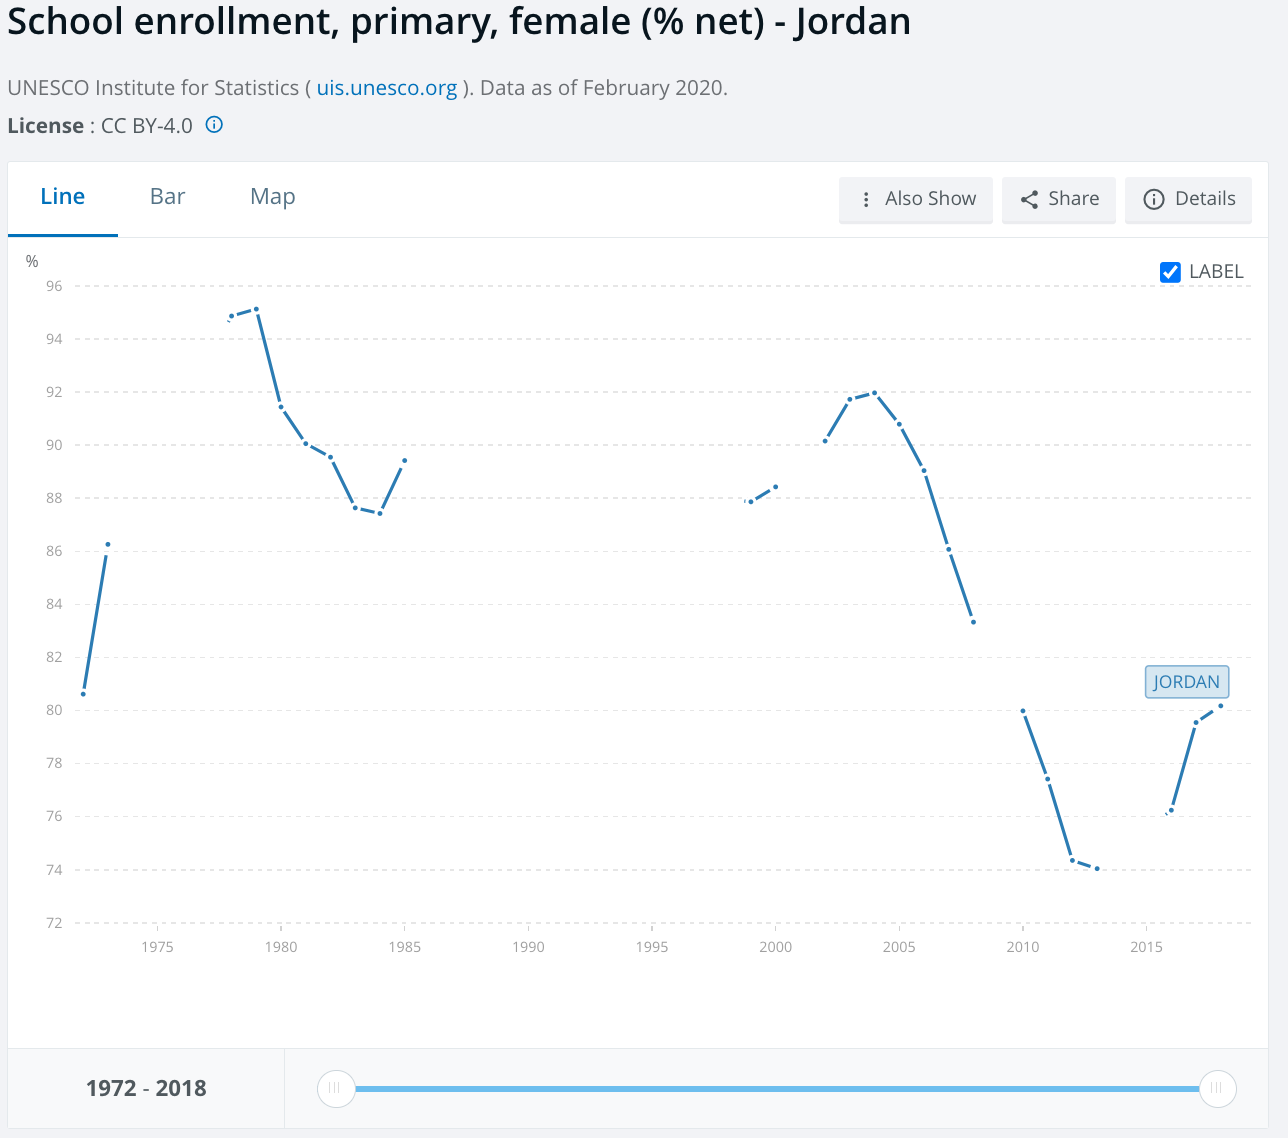 School enrollment, primary, female (% net) - Jordan
UNESCO Institute for Statistics ( uis.unesco.org ). Data as of February 2020.
License : CC BY-4.0
Line Bar Map Also Show Share Details
%
LABEL
96
94
92
90
88
86
84
82
JORDAN
80
78
76
74
72
1975 1980 1985 1990 1995 2000 2005 2010 2015
1972 - 2018